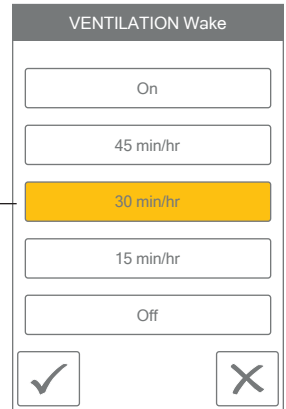 VENTILATION Wake
On
45 min/hr
30 min/hr
15 min/hr
Off